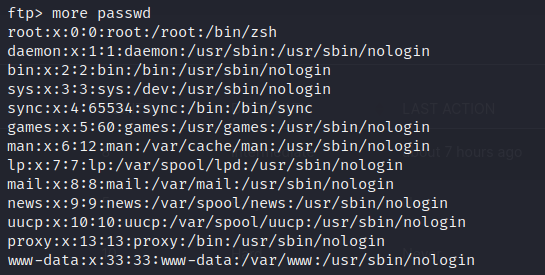 ftp> more passwd
root:x:0:0:root:/root:/bin/zsh
daemon:x:1:1:daemon:/usr/sbin:/usr/sbin/nologin
bin:x:2:2:bin:/bin:/usr/sbin/nologin
sys:x:3:3:sys:/dev:/usr/sbin/nologin
sync:x:4:65534:sync:/bin:/bin/sync
games:x:5:60:games:/usr/games:/usr/sbin/nologin
man:x:6:12:man:/var/cache/man:/usr/sbin/nologin
lp:x:7:7:lp:/var/spool/lpd:/usr/sbin/nologin
mail:x:8:8:mail:/var/mail:/usr/sbin/nologin
news:x:9:9:news:/var/spool/news:/usr/sbin/nologin
uucp:x:10:10:uucp:/var/spool/uucp:/usr/sbin/nologin
proxy:x:13:13:proxy:/bin:/usr/sbin/nologin
www-data:x:33:33:www-data:/var/www:/usr/sbin/nologin
LAST ACTION
7 hours ago